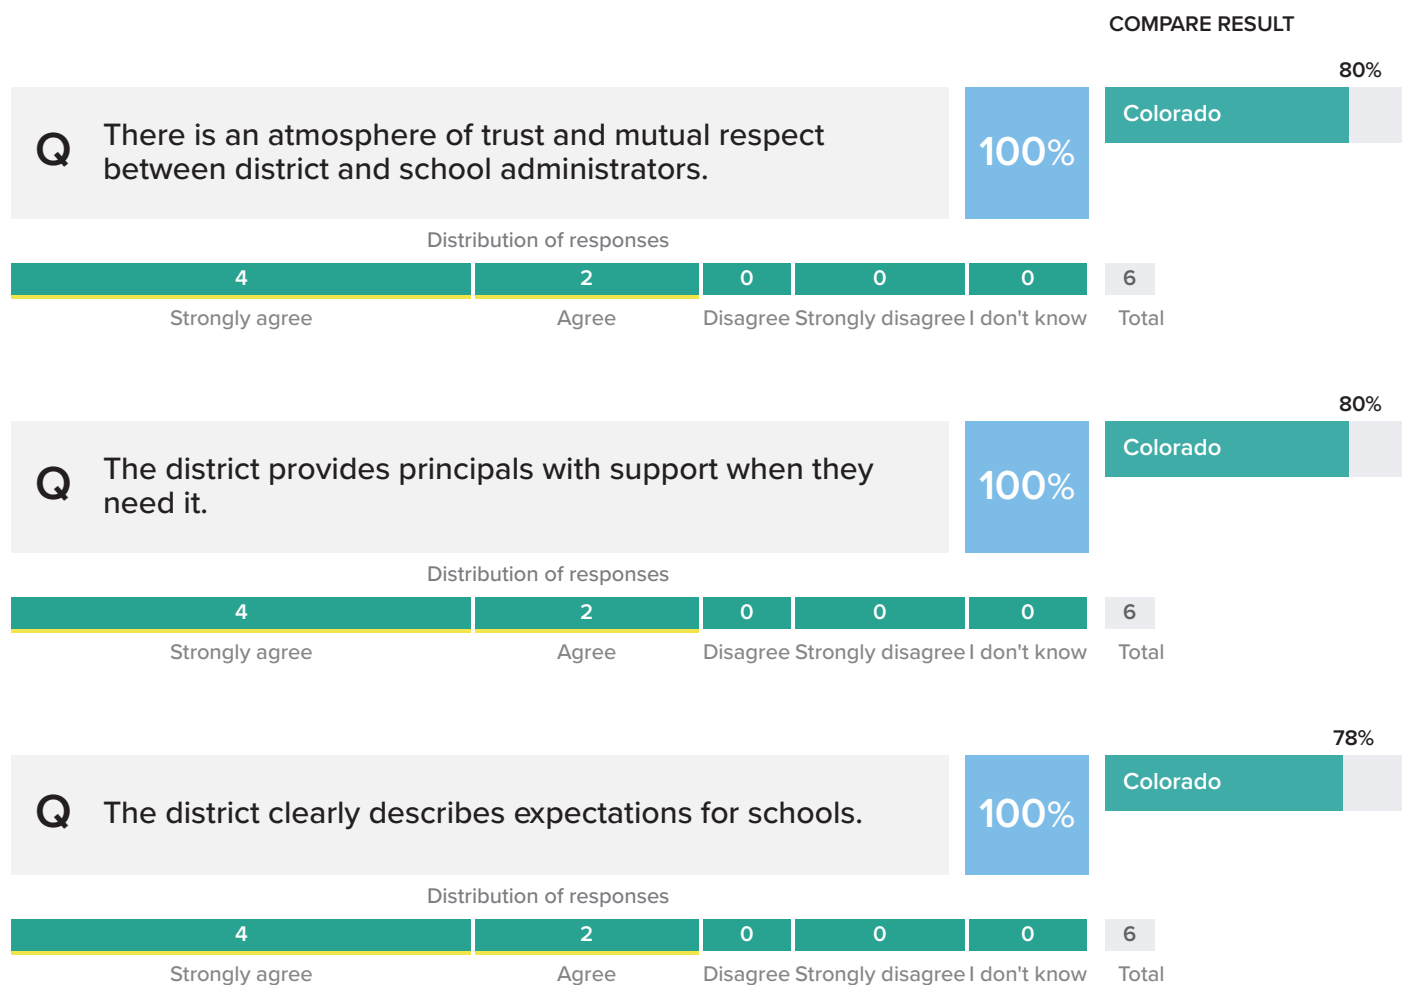 COMPARE RESULT
80%
Q
There is an atmosphere of trust and mutual respect
between district and school administrators.
100%
Colorado
Distribution of responses
4 2 0 0 0 6
Strongly agree Agree Disagree Strongly disagree I don't know Total
80%
Q
The district provides principals with support when they
need it.
100%
Colorado
Distribution of responses
4 2 0 0 0 6
Strongly agree Agree Disagree Strongly disagree I don't know Total
78%
Q
The district clearly describes expectations for schools.
100%
Colorado
Distribution of responses
4 2 0 0 0 6
Strongly agree Agree Disagree Strongly disagree I don't know Total